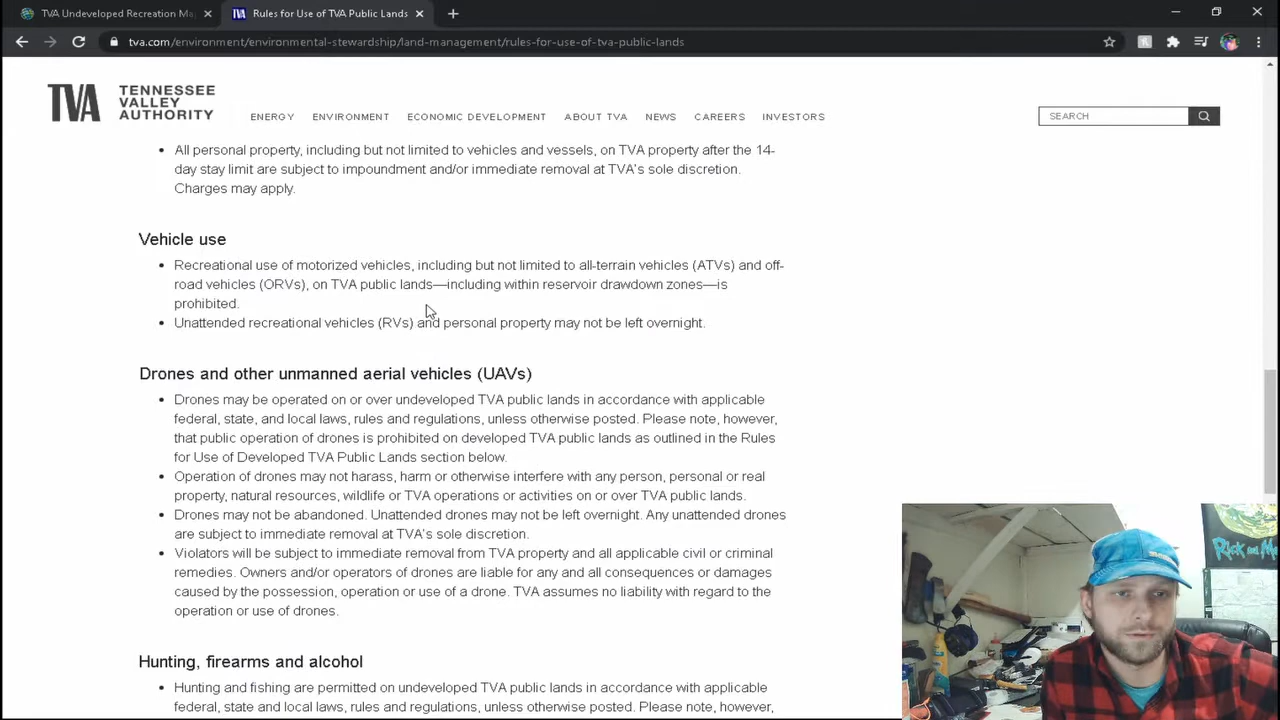 TVA Undeveloped Recreation Ma
Rules for Use of TVA Public Lands
tva.com/environment/environmental-stewardship/land-management/rules-for-use-of-tva-public-lands
TVA TENNESSEE
VALLEY
AUTHORITY
ENERGY ENVIRONMENT ECONOMIC DEVELOPMENT ABOUT TVA NEWS CAREERS INVESTORS
SEARCH
• All personal property, including but not limited to vehicles and vessels, on TVA property after the 14-
day stay limit are subject to impoundment and/or immediate removal at TVA's sole discretion.
Charges may apply.
Vehicle use
• Recreational use of motorized vehicles, including but not limited to all-terrain vehicles (ATVs) and off-
road vehicles (ORVs), on TVA public lands—including within reservoir drawdown zones—is
prohibited.
• Unattended recreational vehicles (RVs) and personal property may not be left overnight.
Drones and other unmanned aerial vehicles (UAVs)
• Drones may be operated on or over undeveloped TVA public lands in accordance with applicable
federal, state, and local laws, rules and regulations, unless otherwise posted. Please note, however,
that public operation of drones is prohibited on developed TVA public lands as outlined in the Rules
for Use of Developed TVA Public Lands section below.
• Operation of drones may not harass, harm or otherwise interfere with any person, personal or real
property, natural resources, wildlife or TVA operations or activities on or over TVA public lands.
• Drones may not be abandoned. Unattended drones may not be left overnight. Any unattended drones
are subject to immediate removal at TVA's sole discretion.
• Violators will be subject to immediate removal from TVA property and all applicable civil or criminal
remedies. Owners and/or operators of drones are liable for any and all consequences or damages
caused by the possession, operation or use of a drone. TVA assumes no liability with regard to the
operation or use of drones.
Hunting, firearms and alcohol
• Hunting and fishing are permitted on undeveloped TVA public lands in accordance with applicable
federal, state and local laws, rules and regulations, unless otherwise posted. Please note, however,
Rick and Mo